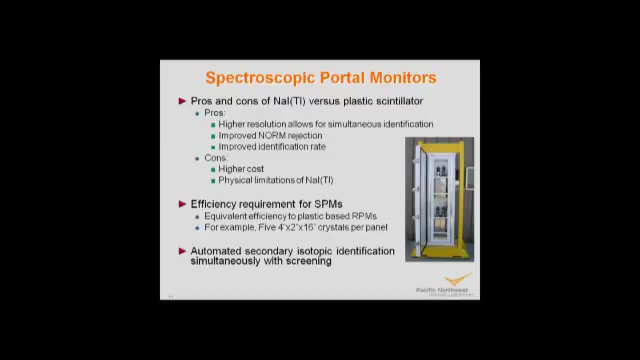 Spectroscopic Portal Monitors
Pros and cons of NaI(Tl) versus plastic scintillator
Pros:
Higher resolution allows for simultaneous identification
Improved NORM rejection
Improved identification rate
Cons:
Higher cost
Physical limitations of NaI(Tl)
Efficiency requirement for SPMs
Equivalent efficiency to plastic based RPMs
For example, Five 4"x2"x16" crystals per panel
Automated secondary isotopic identification
simultaneously with screening
Pacific Northwest